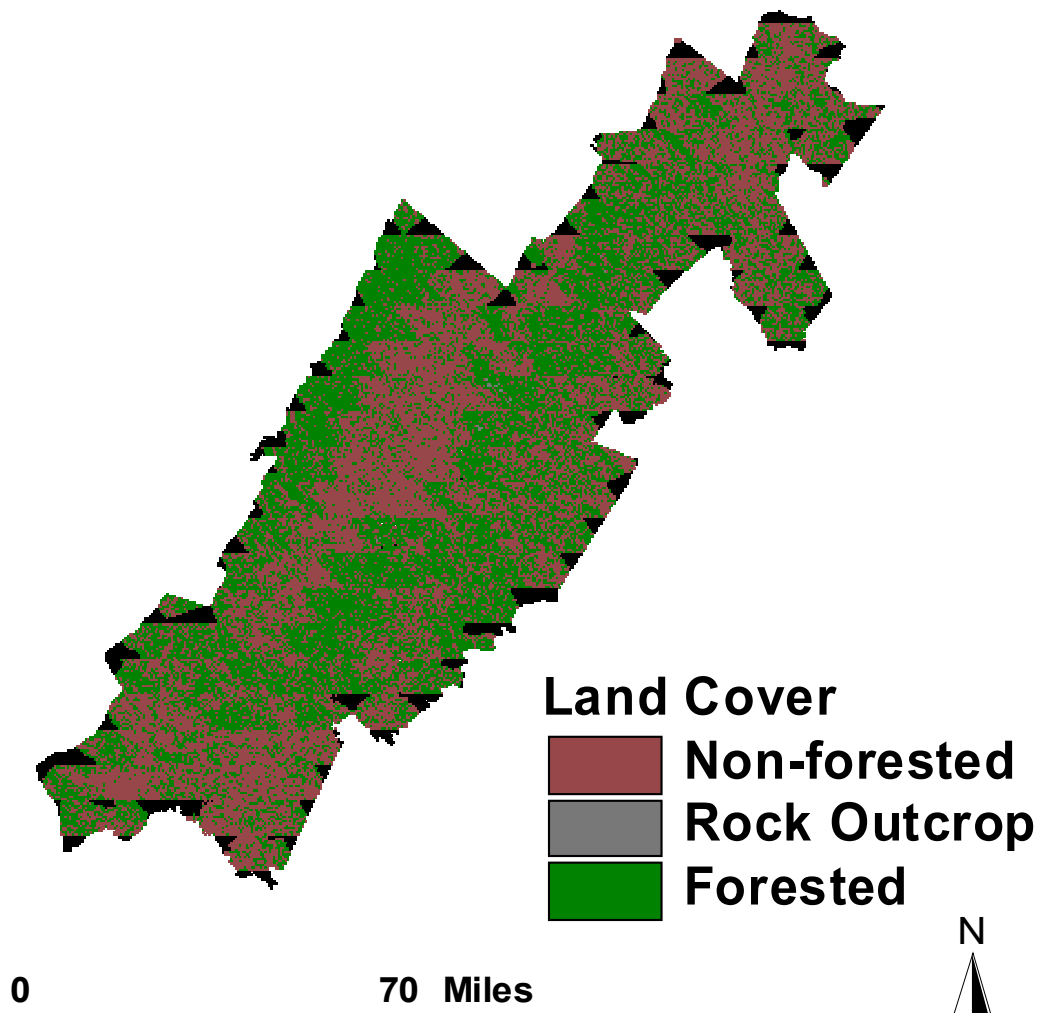 Land Cover
Non-forested
Rock Outcrop
Forested
N
0 70 Miles